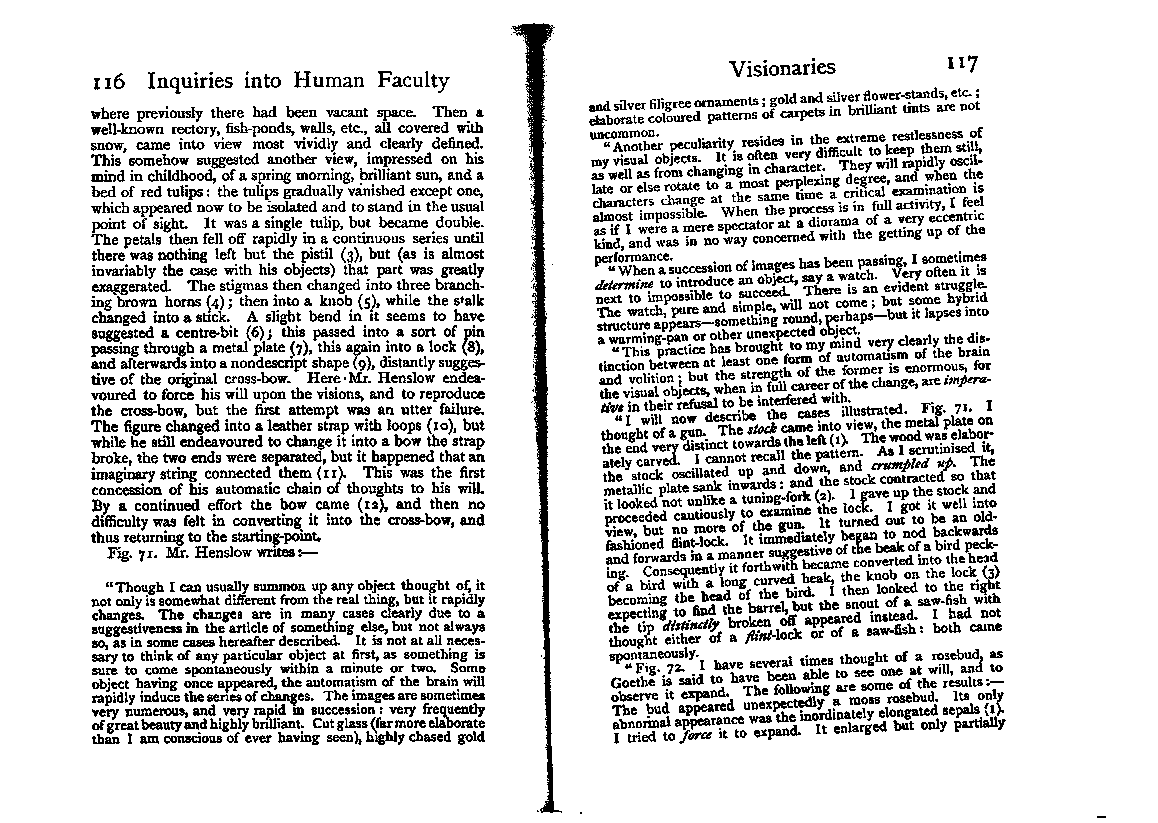 116 Inquiries into Human Faculty
where previously there had been vacant space. Then a
well-known rectory, fish-ponds, walls, etc., all covered with
snow, came into view most vividly and clearly defined.
This somehow suggested another view, impressed on his
mind in childhood, of a spring morning, brilliant sun, and a
bed of red tulips: the tulips gradually vanished except one,
which appeared now to be isolated and to stand in the usual
point of sight. It was a single tulip, but became double.
The petals then fell off rapidly in a continuous series until
there was nothing left but the pistil (3), but (as is almost
invariably the case with his objects) that part was greatly
exaggerated. The stigmas then changed into three branch-
ing brown horns (4); then into a knob (5), while the stalk
changed into a stick. A slight bend in it seems to have
suggested a centre-bit (6); this passed into a sort of pin
passing through a metal plate (7), this again into a lock (8),
and afterwards into a nondescript shape (9), distantly sugges-
tive of the original cross-bow. Here Mr. Henslow endea-
voured to force his will upon the visions, and to reproduce
the cross-bow, but the first attempt was an utter failure.
The figure changed into a leather strap with loops (10), but
while he still endeavoured to change it into a bow the strap
broke, the two ends were separated, but it happened that an
imaginary string connected them (11). This was the first
concession of his automatic chain of thoughts to his will.
By a continued effort the bow came (12), and then no
difficulty was felt in converting it into the cross-bow, and
thus returning to the starting-point.
Fig. 71. Mr. Henslow writes:—
"Though I can usually summon up any object thought of, it
not only is somewhat different from the real thing, but it rapidly
changes. The changes are in many cases clearly due to a
suggestiveness in the article of something else, but not always
so, as in some cases hereafter described. It is not at all neces-
sary to think of any particular object at first, as something is
sure to come spontaneously within a minute or two. Some
object having once appeared, the automatism of the brain will
rapidly induce the series of changes. The images are sometimes
very numerous, and very rapid in succession: very frequently
of great beauty and highly brilliant. Cut glass (far more elaborate
than I am conscious of ever having seen), highly chased gold
Visionaries 117
and silver filigree ornaments; gold and silver flower-stands, etc.;
elaborate coloured patterns of carpets in brilliant tints are not
uncommon.
"Another peculiarity resides in the extreme restlessness of
my visual objects. It is often very difficult to keep them still,
as well as from changing in character. They will rapidly oscil-
late or else rotate to a most perplexing degree, and when the
characters change at the same time a critical examination is
almost impossible. When the process is in full activity, I feel
as if I were a mere spectator at a diorama of a very eccentric
kind, and was in no way concerned with the getting up of the
performance.
"When a succession of images has been passing, I sometimes
determine to introduce an object, say a watch. Very often it is
next to impossible to succeed. There is an evident struggle.
The watch, pure and simple, will not come; but some hybrid
structure appears—something round, perhaps—but it lapses into
a warming-pan or other unexpected object.
"This practice has brought to my mind very clearly the dis-
tinction between at least one form of automatism of the brain
and volition; but the strength of the former is enormous, for
the visual objects, when in full career of the change, are impera-
tive in their refusal to be interfered with.
"I will now describe the cases illustrated. Fig. 71. I
thought of a gun. The stock came into view, the metal plate on
the end very distinct towards the left (1). The wood was elabor-
ately carved. I cannot recall the pattern. As I scrutinised it,
the stock oscillated up and down, and crumpled up. The
metallic plate sank inwards: and the stock contracted so that
it looked not unlike a tuning-fork (2). I gave up the stock and
proceeded cautiously to examine the lock. I got it well into
view, but no more of the gun. It turned out to be an old-
fashioned flint-lock. It immediately began to nod backwards
and forwards in a manner suggestive of the beak of a bird peck-
ing. Consequently it forthwith became converted into the head
of a bird with a long curved beak, the knob on the lock (3)
becoming the head of the bird. I then looked to the right
expecting to find the barrel, but the snout of a saw-fish with
the tip distinctly broken off appeared instead. I had not
thought either of a flint-lock or of a saw-fish: both came
spontaneously.
"Fig. 72. I have several times thought of a rosebud, as
Goethe is said to have been able to see one at will, and to
observe it expand. The following are some of the results:—
The bud appeared unexpectedly a moss rosebud. Its only
abnormal appearance was the inordinately elongated sepals (1).
I tried to force it to expand. It enlarged but only partially